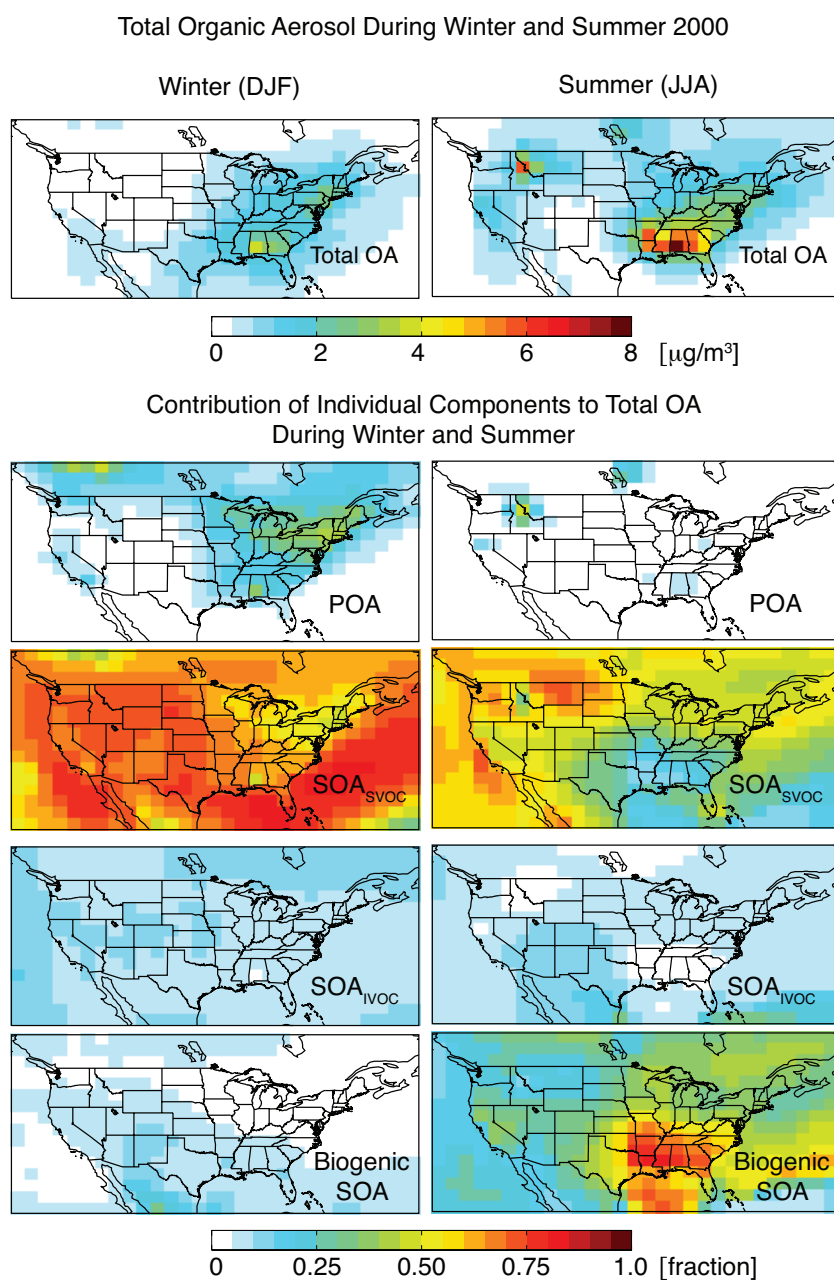 Total Organic Aerosol During Winter and Summer 2000
Winter (DJF)
Summer (JJA)
Total OA
Total OA
0 2 4 6 8 [µg/m³]
Contribution of Individual Components to Total OA
During Winter and Summer
POA
POA
SOA_SVOC
SOA_SVOC
SOA_IVOC
SOA_IVOC
Biogenic
SOA
Biogenic
SOA
0 0.25 0.50 0.75 1.0 [fraction]